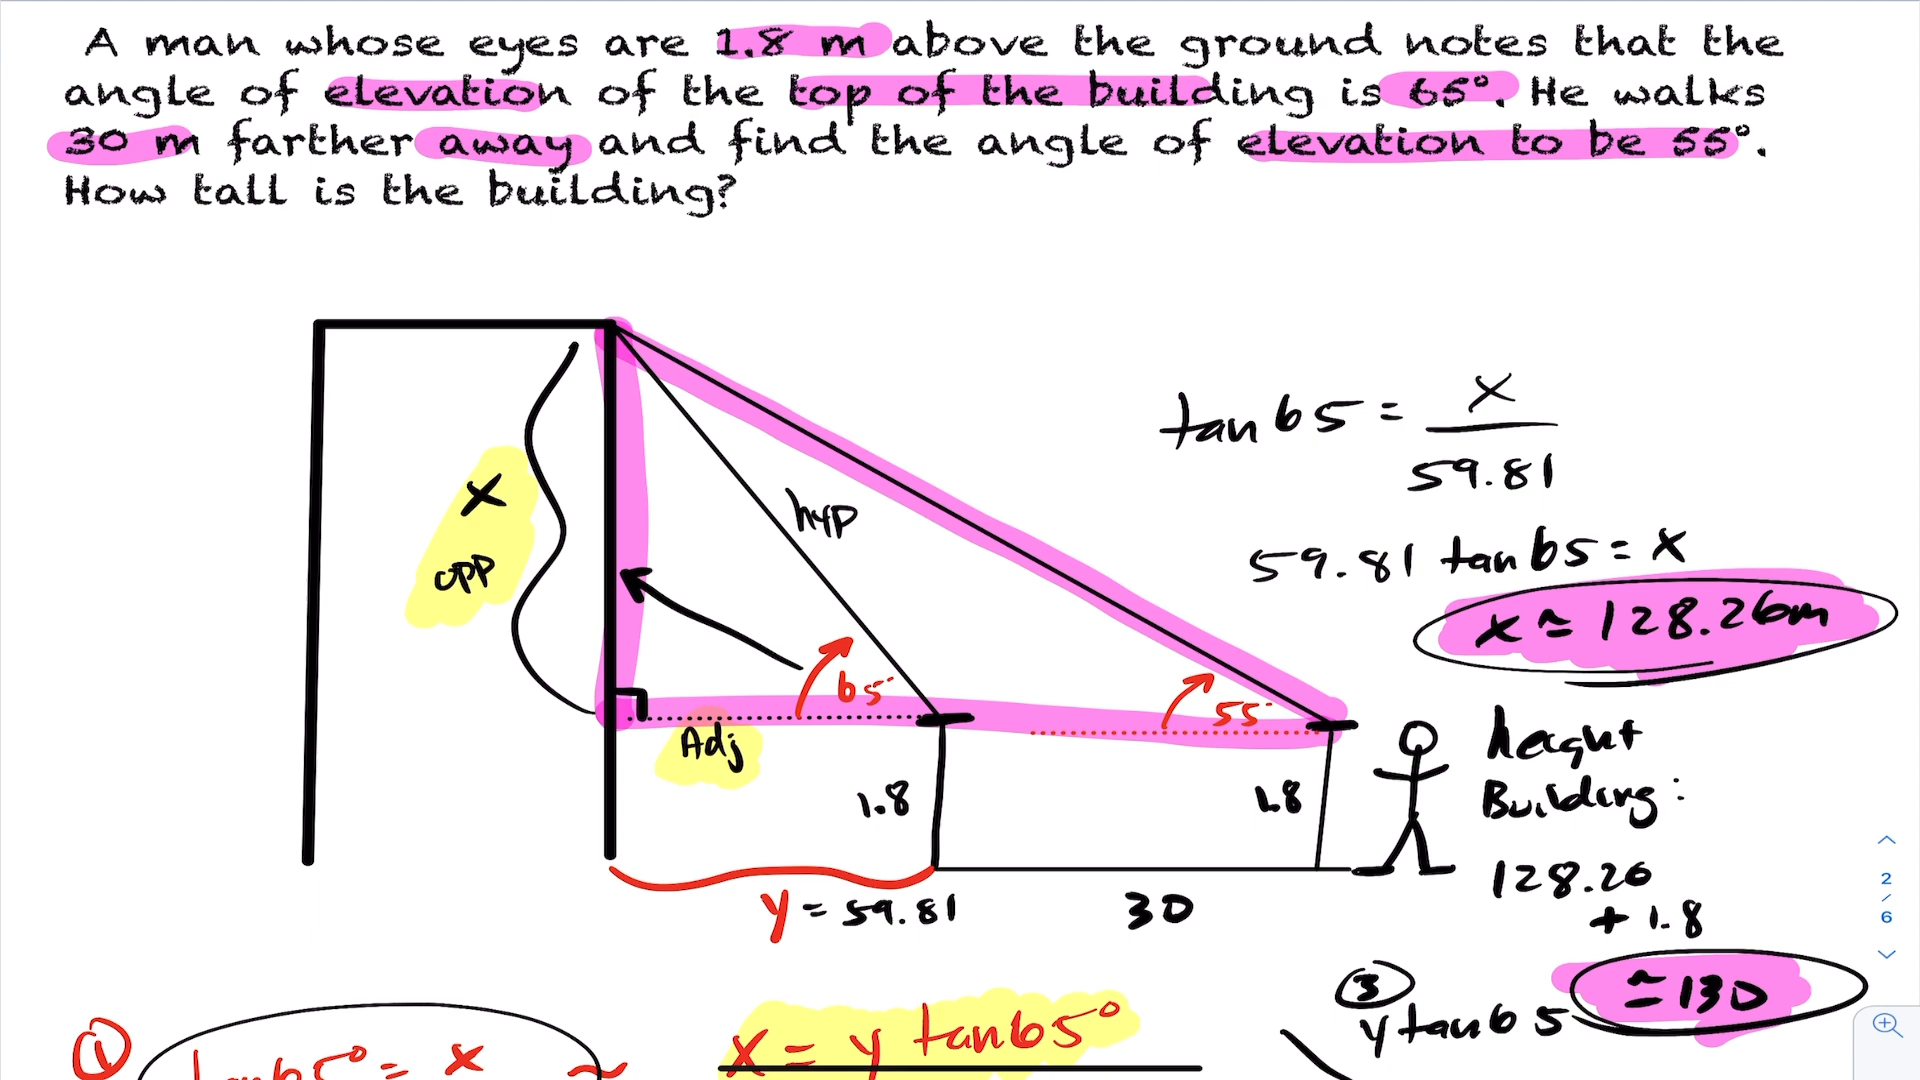 A man whose eyes are 1.8 m above the ground notes that the
angle of elevation of the top of the building is 65°. He walks
30 m farther away and find the angle of elevation to be 55°.
How tall is the building?
tan 65 = x
59.81
59.81 tan 65 = x
x ≃ 128.26m
x
opp
hyp
65°
55°
Adj
1.8
1.8
y = 59.81
30
height
Building:
128.26
+ 1.8
≃ 130
2
/
6
1
x = y tan65°
3
y tan 65
tan 65° = x